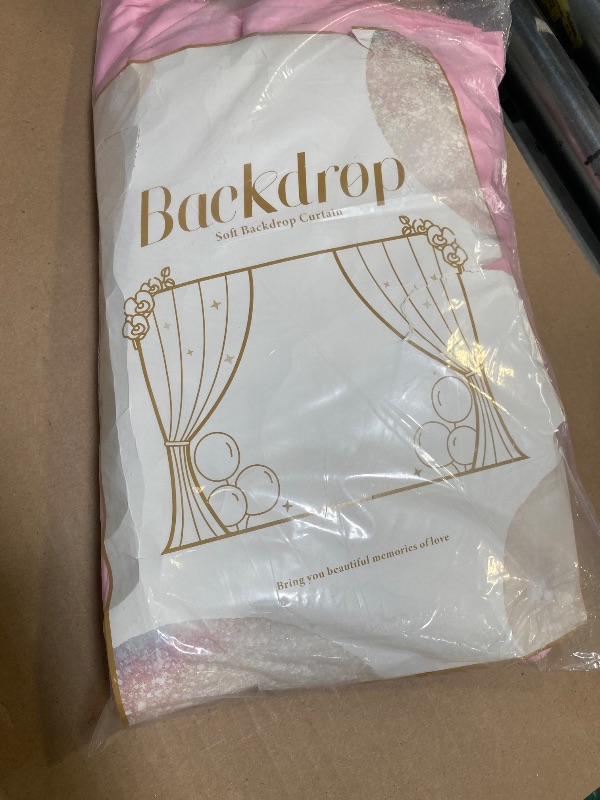 Backdrop
Soft Backdrop Curtain
Bring you beautiful memories of love